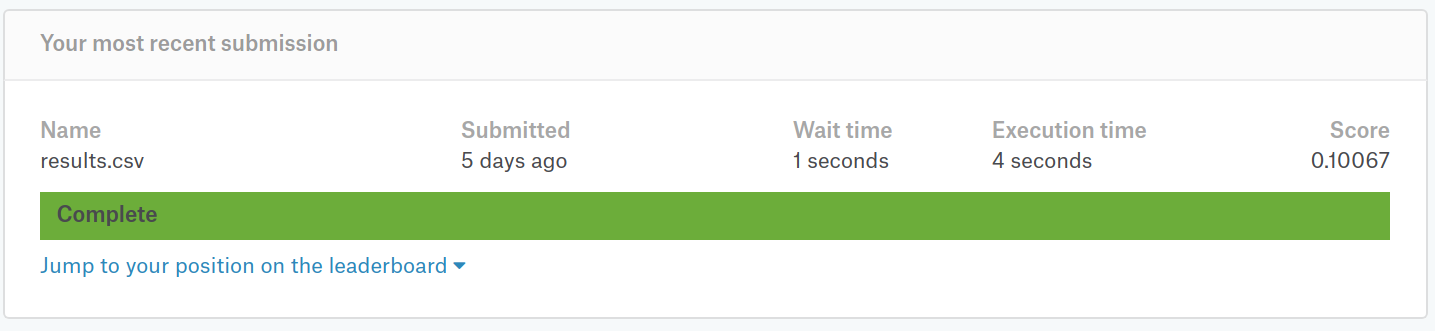 Your most recent submission
Name Submitted Wait time Execution time Score
results.csv 5 days ago 1 seconds 4 seconds 0.10067
Complete
Jump to your position on the leaderboard